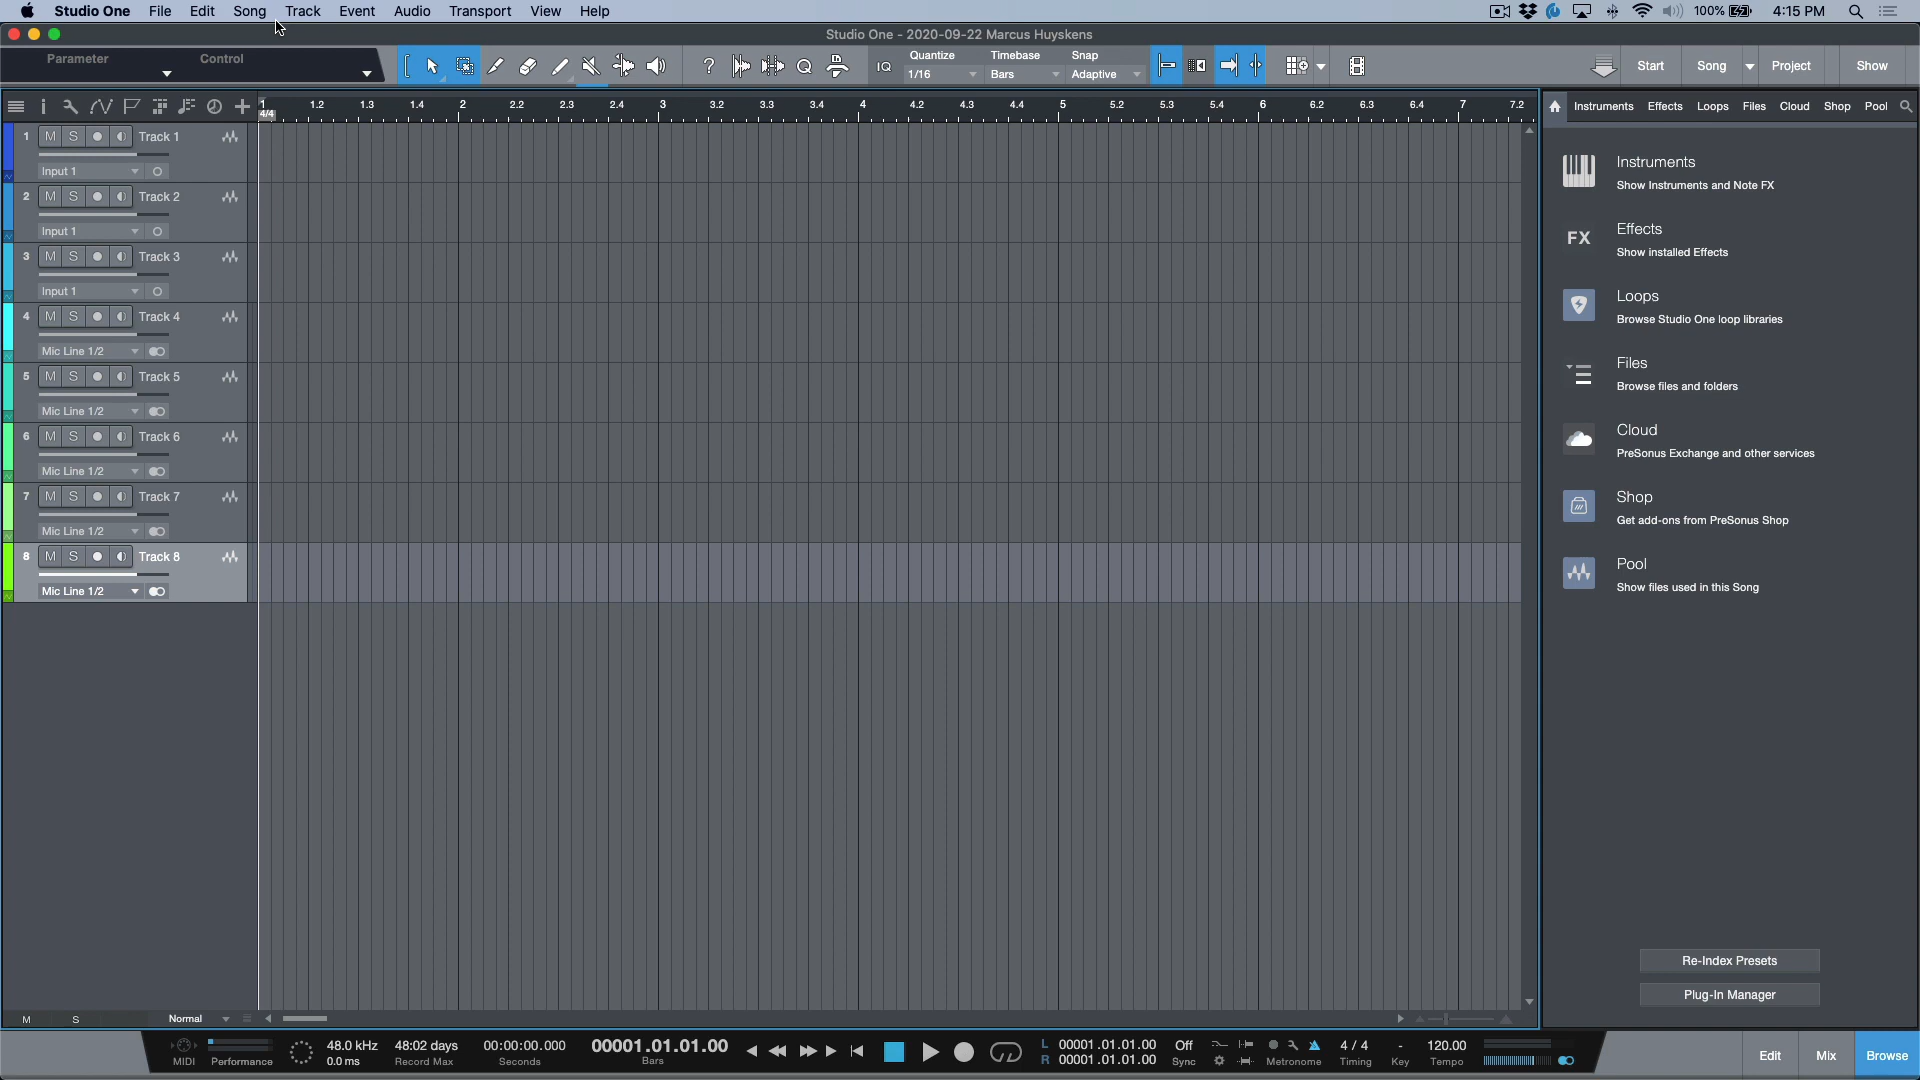 Studio One File Edit Song Track Event Audio Transport View Help 100% 4:15 PM
Studio One - 2020-09-22 Marcus Huyskens
Parameter Control
IQ
Quantize Timebase Snap
1/16 Bars Adaptive
Start Song Project Show
1 1.2 1.3 1.4 2 2.2 2.3 2.4 3 3.2 3.3 3.4 4 4.2 4.3 4.4 5 5.2 5.3 5.4 6 6.2 6.3 6.4 7 7.2
4/4
Instruments Effects Loops Files Cloud Shop Pool
1 M S Track 1
Input 1
2 M S Track 2
Input 1
3 M S Track 3
Input 1
4 M S Track 4
Mic Line 1/2
5 M S Track 5
Mic Line 1/2
6 M S Track 6
Mic Line 1/2
7 M S Track 7
Mic Line 1/2
8 M S Track 8
Mic Line 1/2
Instruments
Show Instruments and Note FX
FX
Effects
Show installed Effects
Loops
Browse Studio One loop libraries
Files
Browse files and folders
Cloud
PreSonus Exchange and other services
Shop
Get add-ons from PreSonus Shop
Pool
Show files used in this Song
Re-Index Presets
Plug-In Manager
M S Normal
MIDI Performance
48.0 kHz
0.0 ms
48:02 days
Record Max
00:00:00.000
Seconds
00001.01.01.00
Bars
L 00001.01.01.00
R 00001.01.01.00
Off
Sync
Metronome
4 / 4
Timing
-
Key
120.00
Tempo
Edit Mix Browse